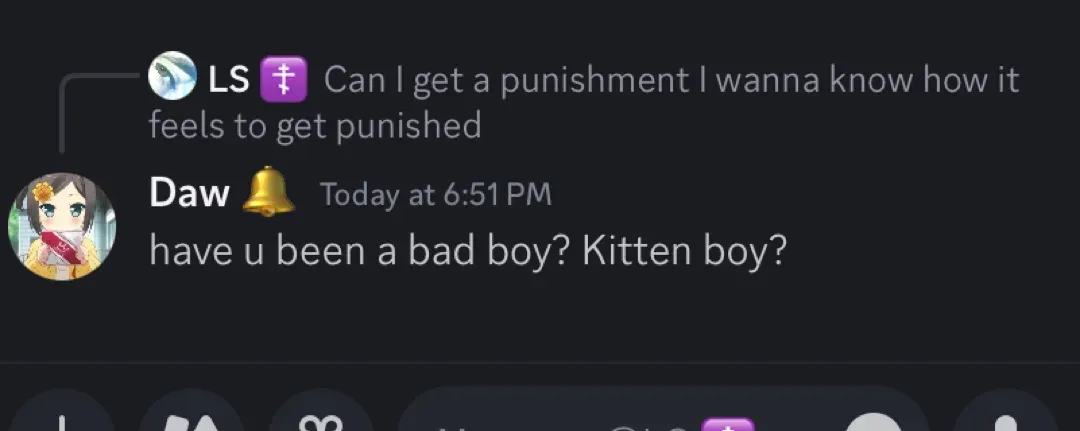 LS ☦️ Can I get a punishment I wanna know how it
feels to get punished
Daw 🔔 Today at 6:51 PM
have u been a bad boy? Kitten boy?